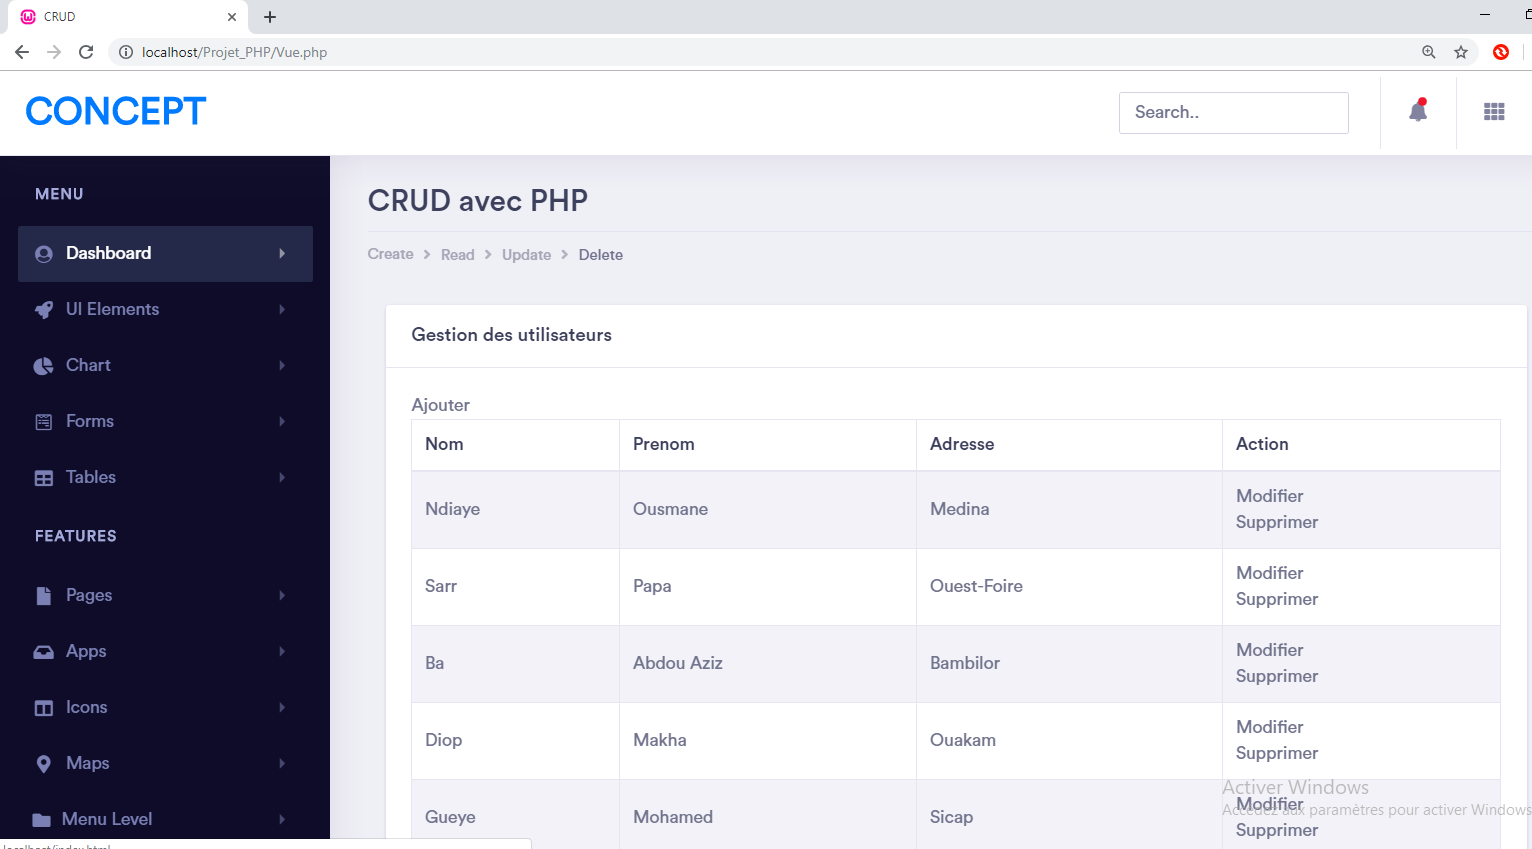 CRUD
localhost/Projet_PHP/Vue.php
CONCEPT
Search..
MENU
Dashboard
UI Elements
Chart
Forms
Tables
FEATURES
Pages
Apps
Icons
Maps
Menu Level
localhost/index.html
CRUD avec PHP
Create > Read > Update > Delete
Gestion des utilisateurs
Ajouter
Nom Prenom Adresse Action
Ndiaye Ousmane Medina Modifier
Supprimer
Sarr Papa Ouest-Foire Modifier
Supprimer
Ba Abdou Aziz Bambilor Modifier
Supprimer
Diop Makha Ouakam Modifier
Supprimer
Gueye Mohamed Sicap Modifier
Supprimer
Activer Windows
Accédez aux paramètres pour activer Windows